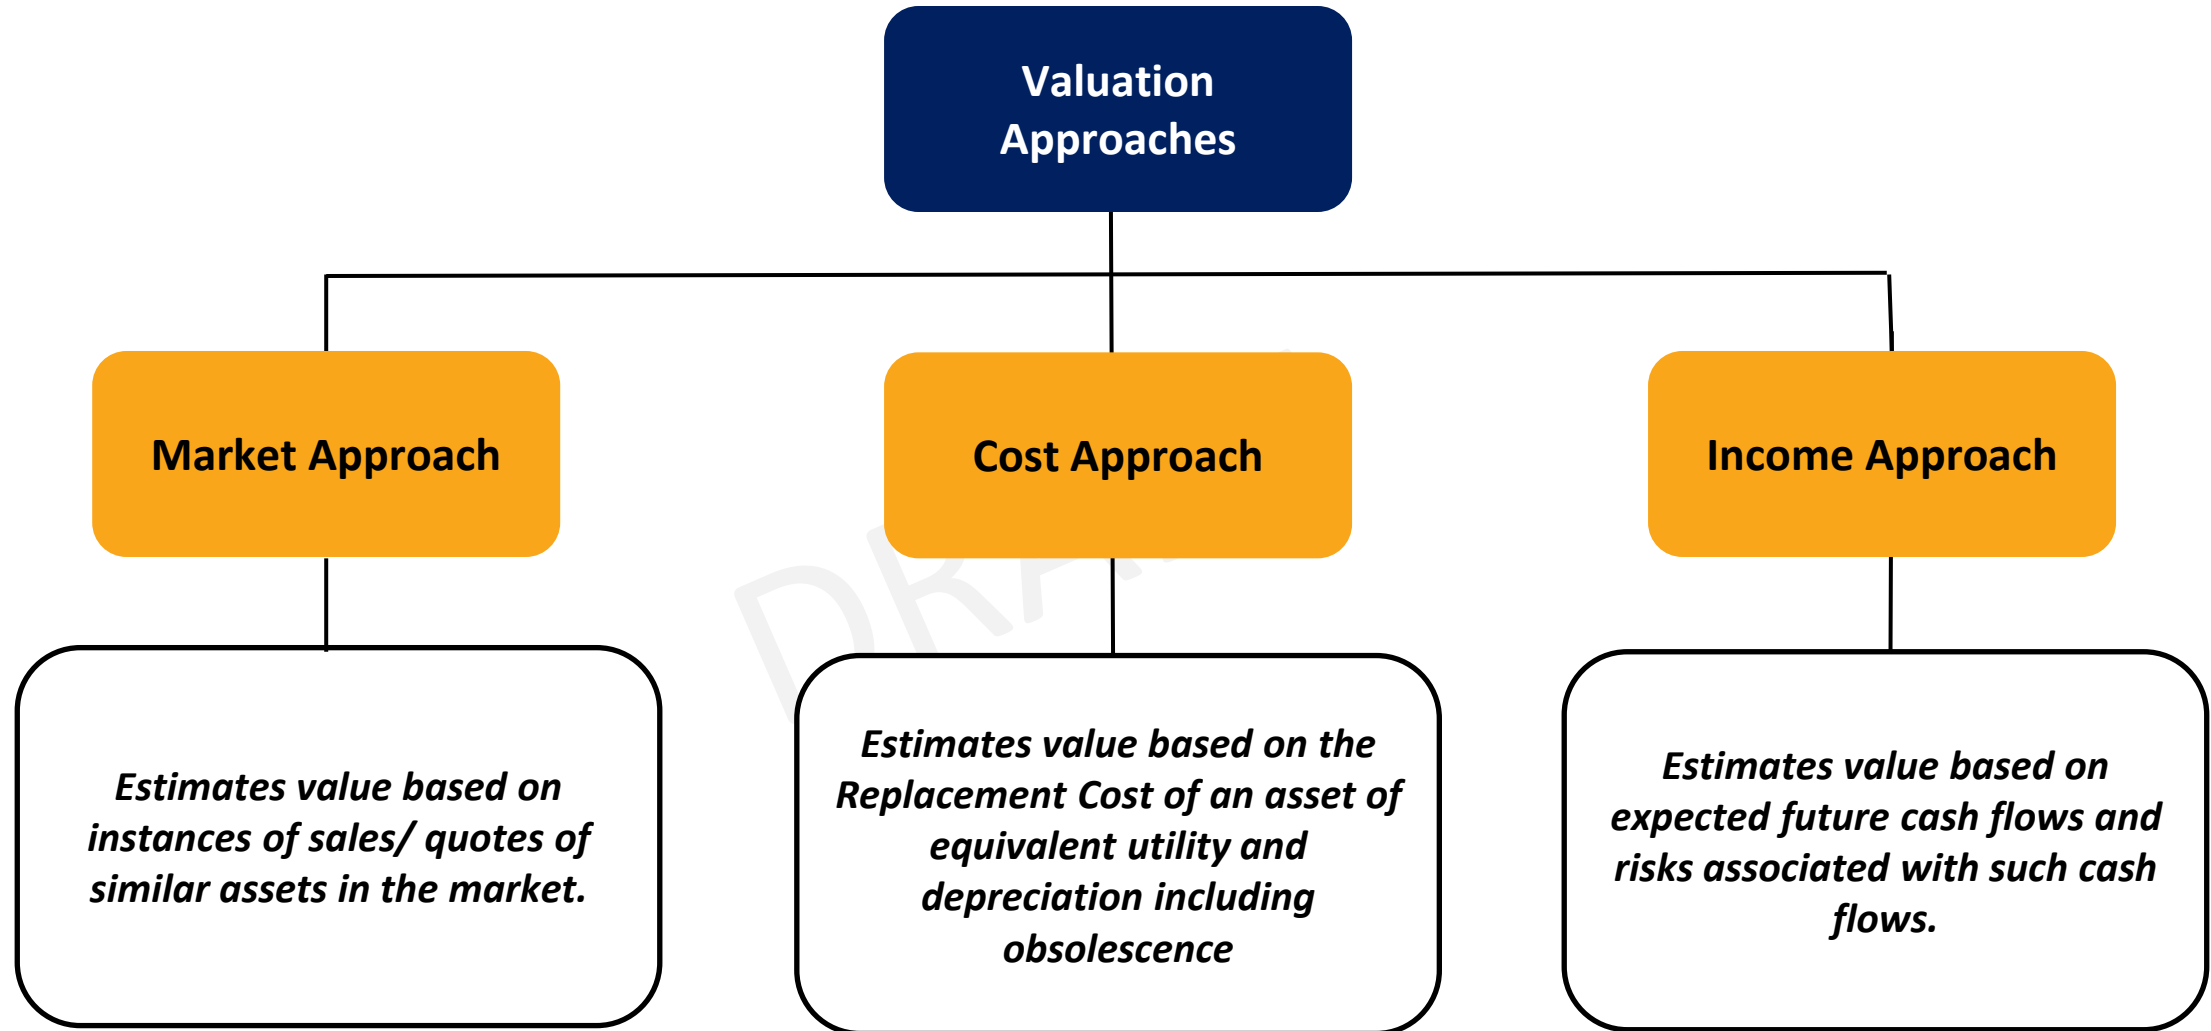 Valuation
Approaches
Market Approach
Cost Approach
Income Approach
Estimates value based on
instances of sales/ quotes of
similar assets in the market.
Estimates value based on the
Replacement Cost of an asset of
equivalent utility and
depreciation including
obsolescence
Estimates value based on
expected future cash flows and
risks associated with such cash
flows.